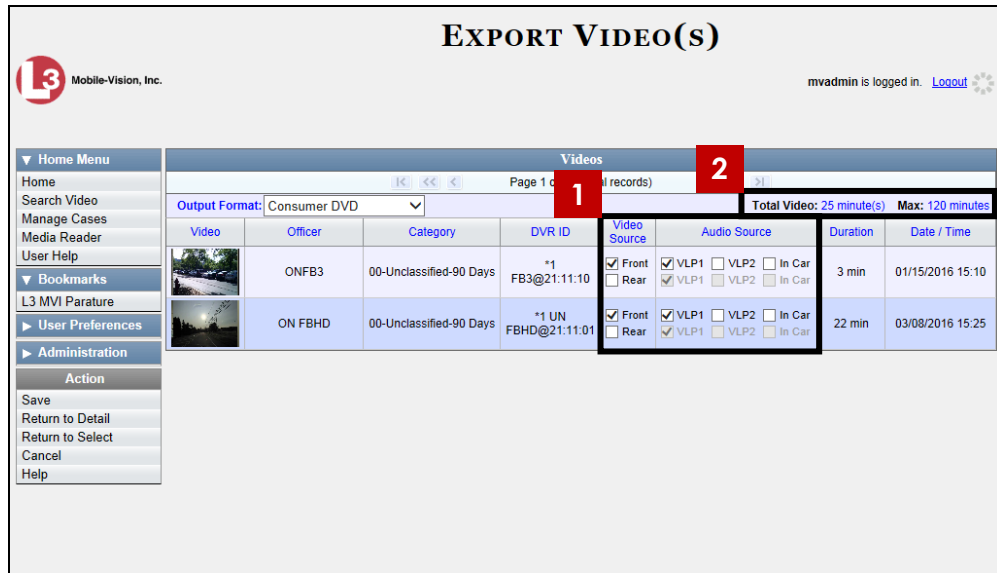 EXPORT VIDEO(S)
L3 Mobile-Vision, Inc.
mvadmin is logged in. Logout
▼ Home Menu
Home
Search Video
Manage Cases
Media Reader
User Help
▼ Bookmarks
L3 MVI Parature
▶ User Preferences
▶ Administration
Action
Save
Return to Detail
Return to Select
Cancel
Help
Videos
Page 1 records)
1
2
Output Format: Consumer DVD
Total Video: 25 minute(s) Max: 120 minutes
Video Officer Category DVR ID Video Source Audio Source Duration Date / Time
ONFB3 00-Unclassified-90 Days *1 FB3@21:11:10 Front VLP1 VLP2 In Car 3 min 01/15/2016 15:10
Rear VLP1 VLP2 In Car
ON FBHD 00-Unclassified-90 Days *1 UN FBHD@21:11:01 Front VLP1 VLP2 In Car 22 min 03/08/2016 15:25
Rear VLP1 VLP2 In Car